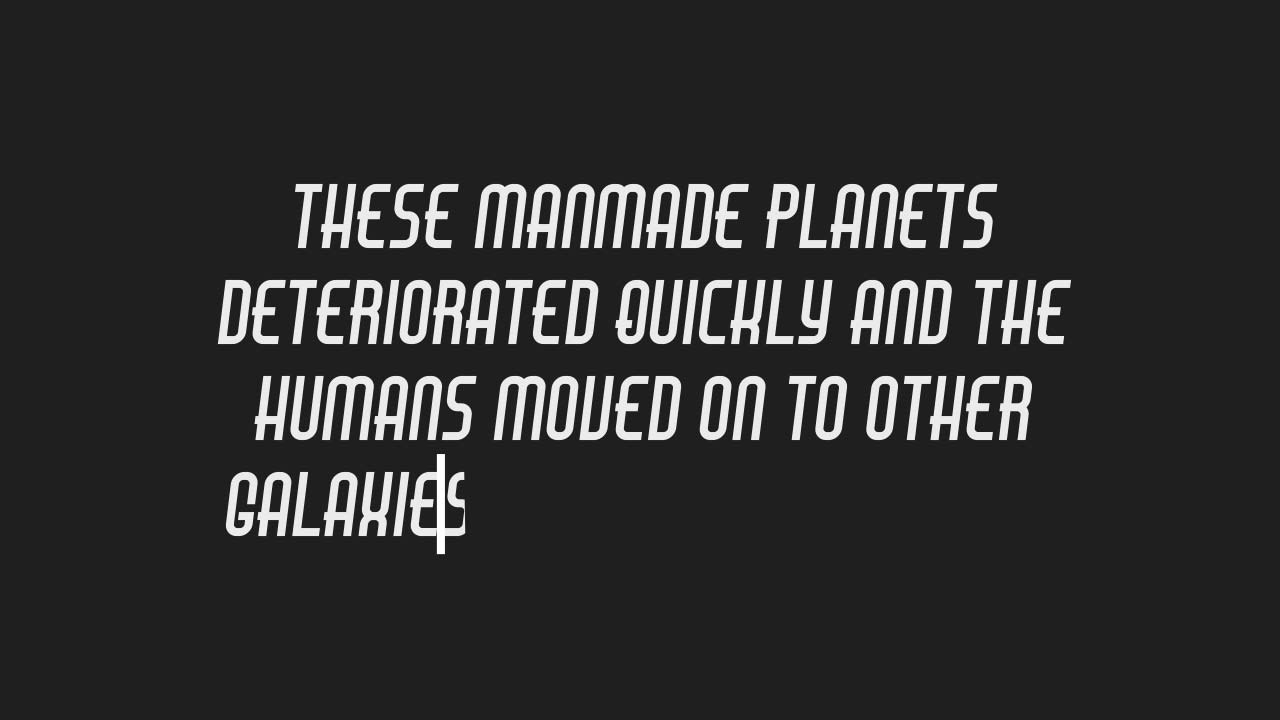 THESE MANMADE PLANETS
DETERIORATED QUICKLY AND THE
HUMANS MOVED ON TO OTHER
GALAXIES